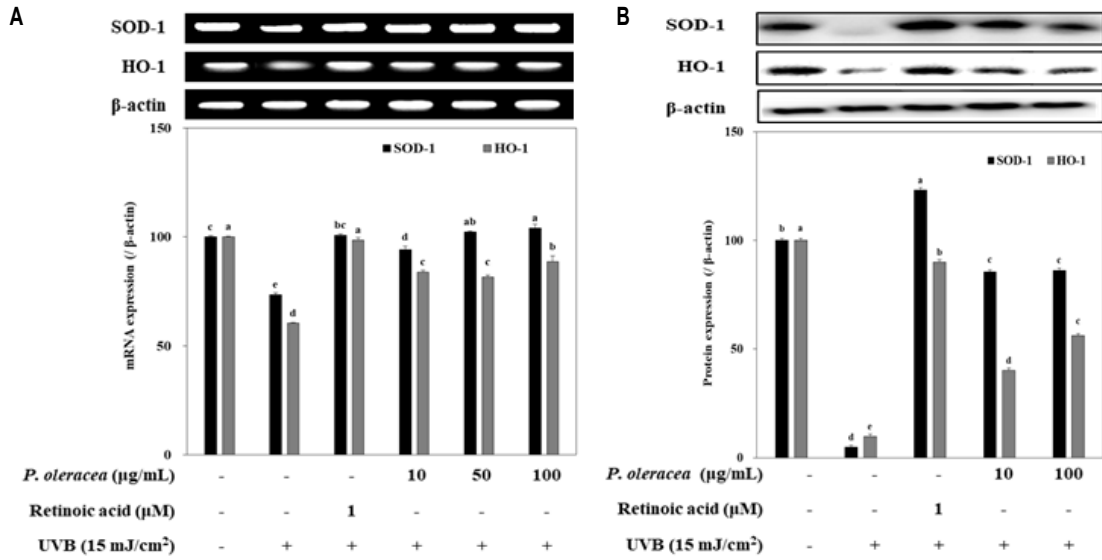 A
SOD-1
HO-1
β-actin
150
100
50
0
mRNA expression (/ β-actin)
SOD-1 HO-1
c a e d bc a d c ab c a b
P. oleracea (μg/mL) - - - 10 50 100
Retinoic acid (μM) - - 1 - - -
UVB (15 mJ/cm²) - + + + + +
B
SOD-1
HO-1
β-actin
150
100
50
0
Protein expression (/ β-actin)
SOD-1 HO-1
b a d e a b c d c c
P. oleracea (μg/mL) - - - 10 100
Retinoic acid (μM) - - 1 - -
UVB (15 mJ/cm²) - + + + +